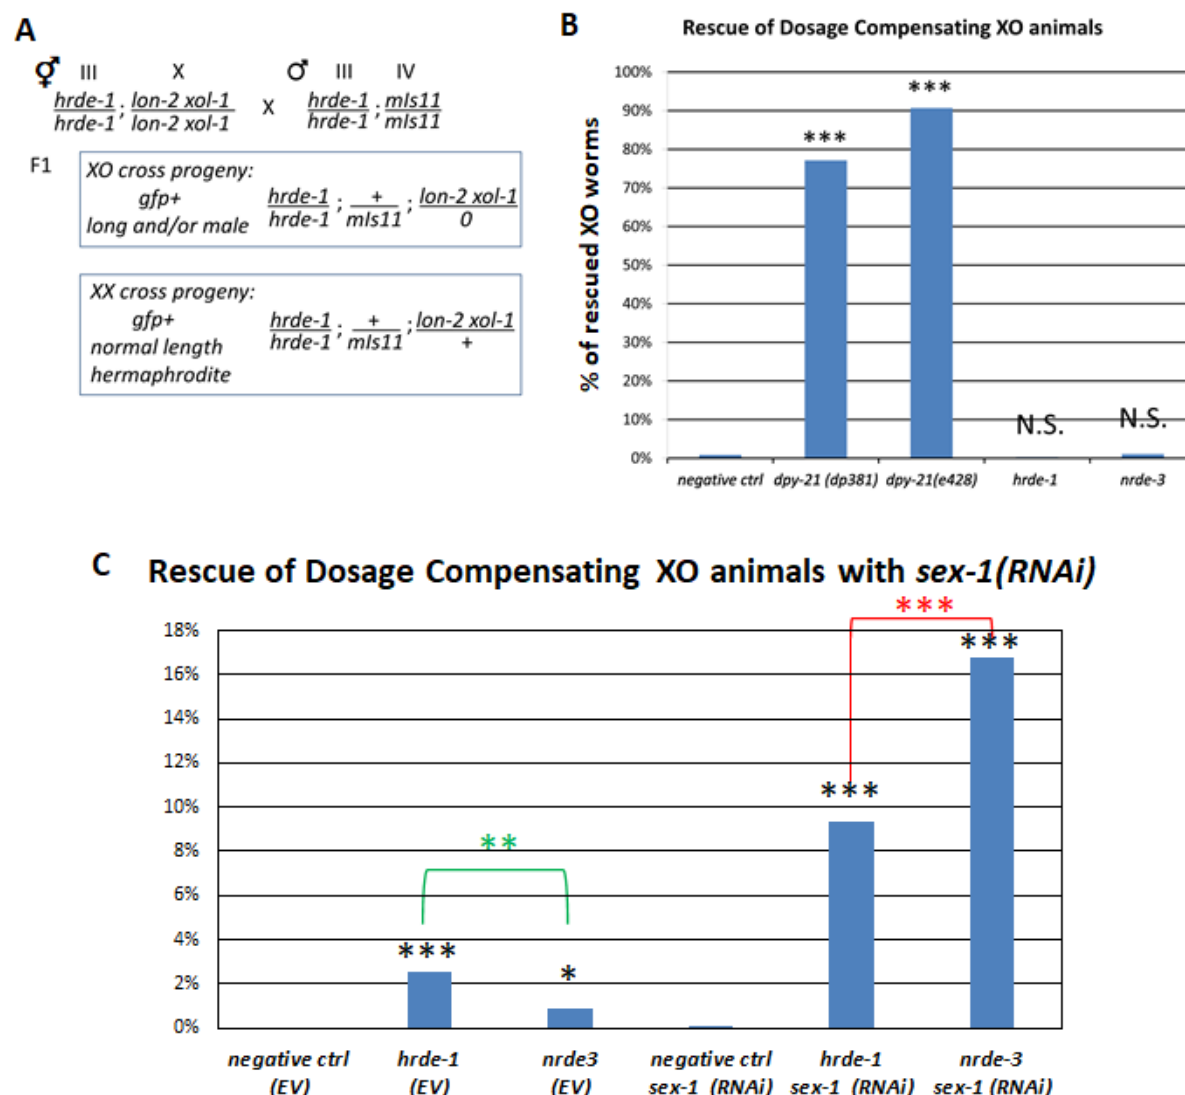 A
⚥ III X ♂ III IV
hrde-1 ; lon-2 xol-1 X hrde-1 ; mIs11
hrde-1 lon-2 xol-1 hrde-1 mIs11
F1
XO cross progeny:
gfp+
long and/or male
hrde-1 ; + ; lon-2 xol-1
hrde-1 mIs11 0
XX cross progeny:
gfp+
normal length
hermaphrodite
hrde-1 ; + ; lon-2 xol-1
hrde-1 mIs11 +
B
Rescue of Dosage Compensating XO animals
% of rescued XO worms
100%
90%
80%
70%
60%
50%
40%
30%
20%
10%
0%
***
***
N.S.
N.S.
negative ctrl dpy-21 (dp381) dpy-21(e428) hrde-1 nrde-3
C
Rescue of Dosage Compensating XO animals with sex-1(RNAi)
18%
16%
14%
12%
10%
8%
6%
4%
2%
0%
***
**
*
***
***
***
negative ctrl hrde-1 nrde3 negative ctrl hrde-1 nrde-3
(EV) (EV) (EV) sex-1 (RNAi) sex-1 (RNAi) sex-1 (RNAi)